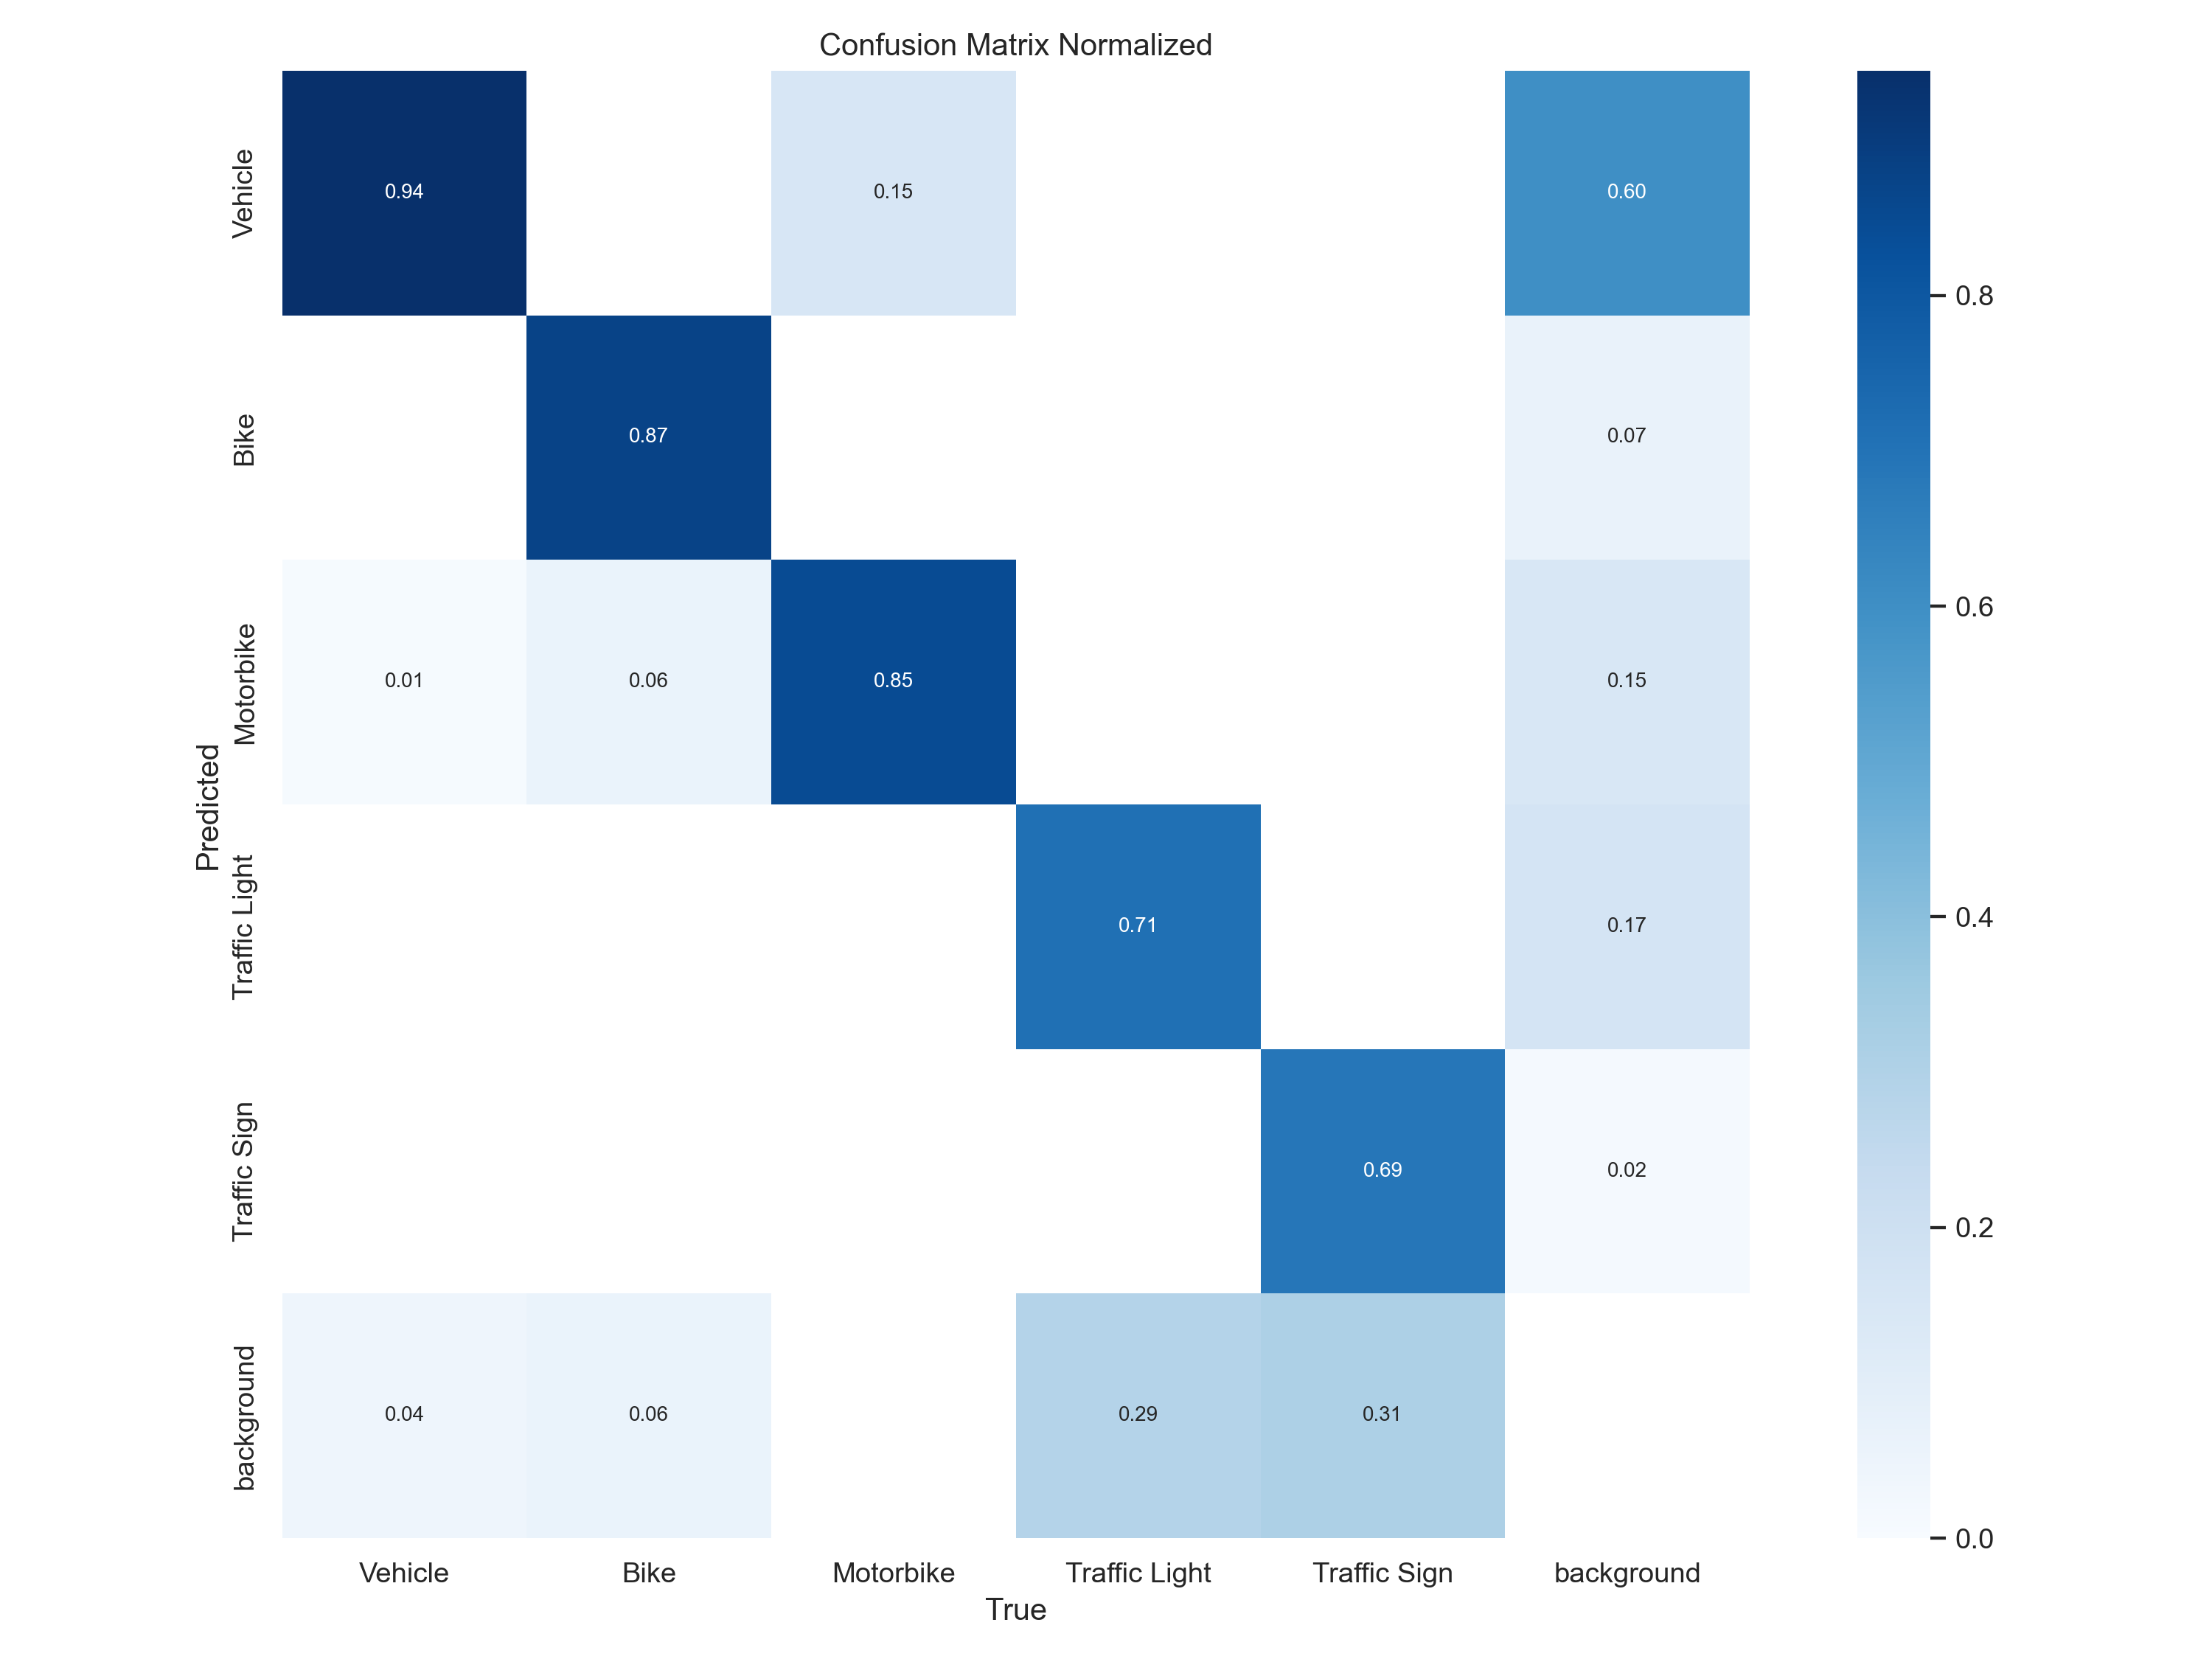 Confusion Matrix Normalized
Vehicle
0.94
0.15
0.60
0.8
Bike
0.87
0.07
0.6
Motorbike
0.01
0.06
0.85
0.15
Predicted
Traffic Light
0.71
0.17
0.4
Traffic Sign
0.69
0.02
0.2
background
0.04
0.06
0.29
0.31
0.0
Vehicle
Bike
Motorbike
Traffic Light
Traffic Sign
background
True